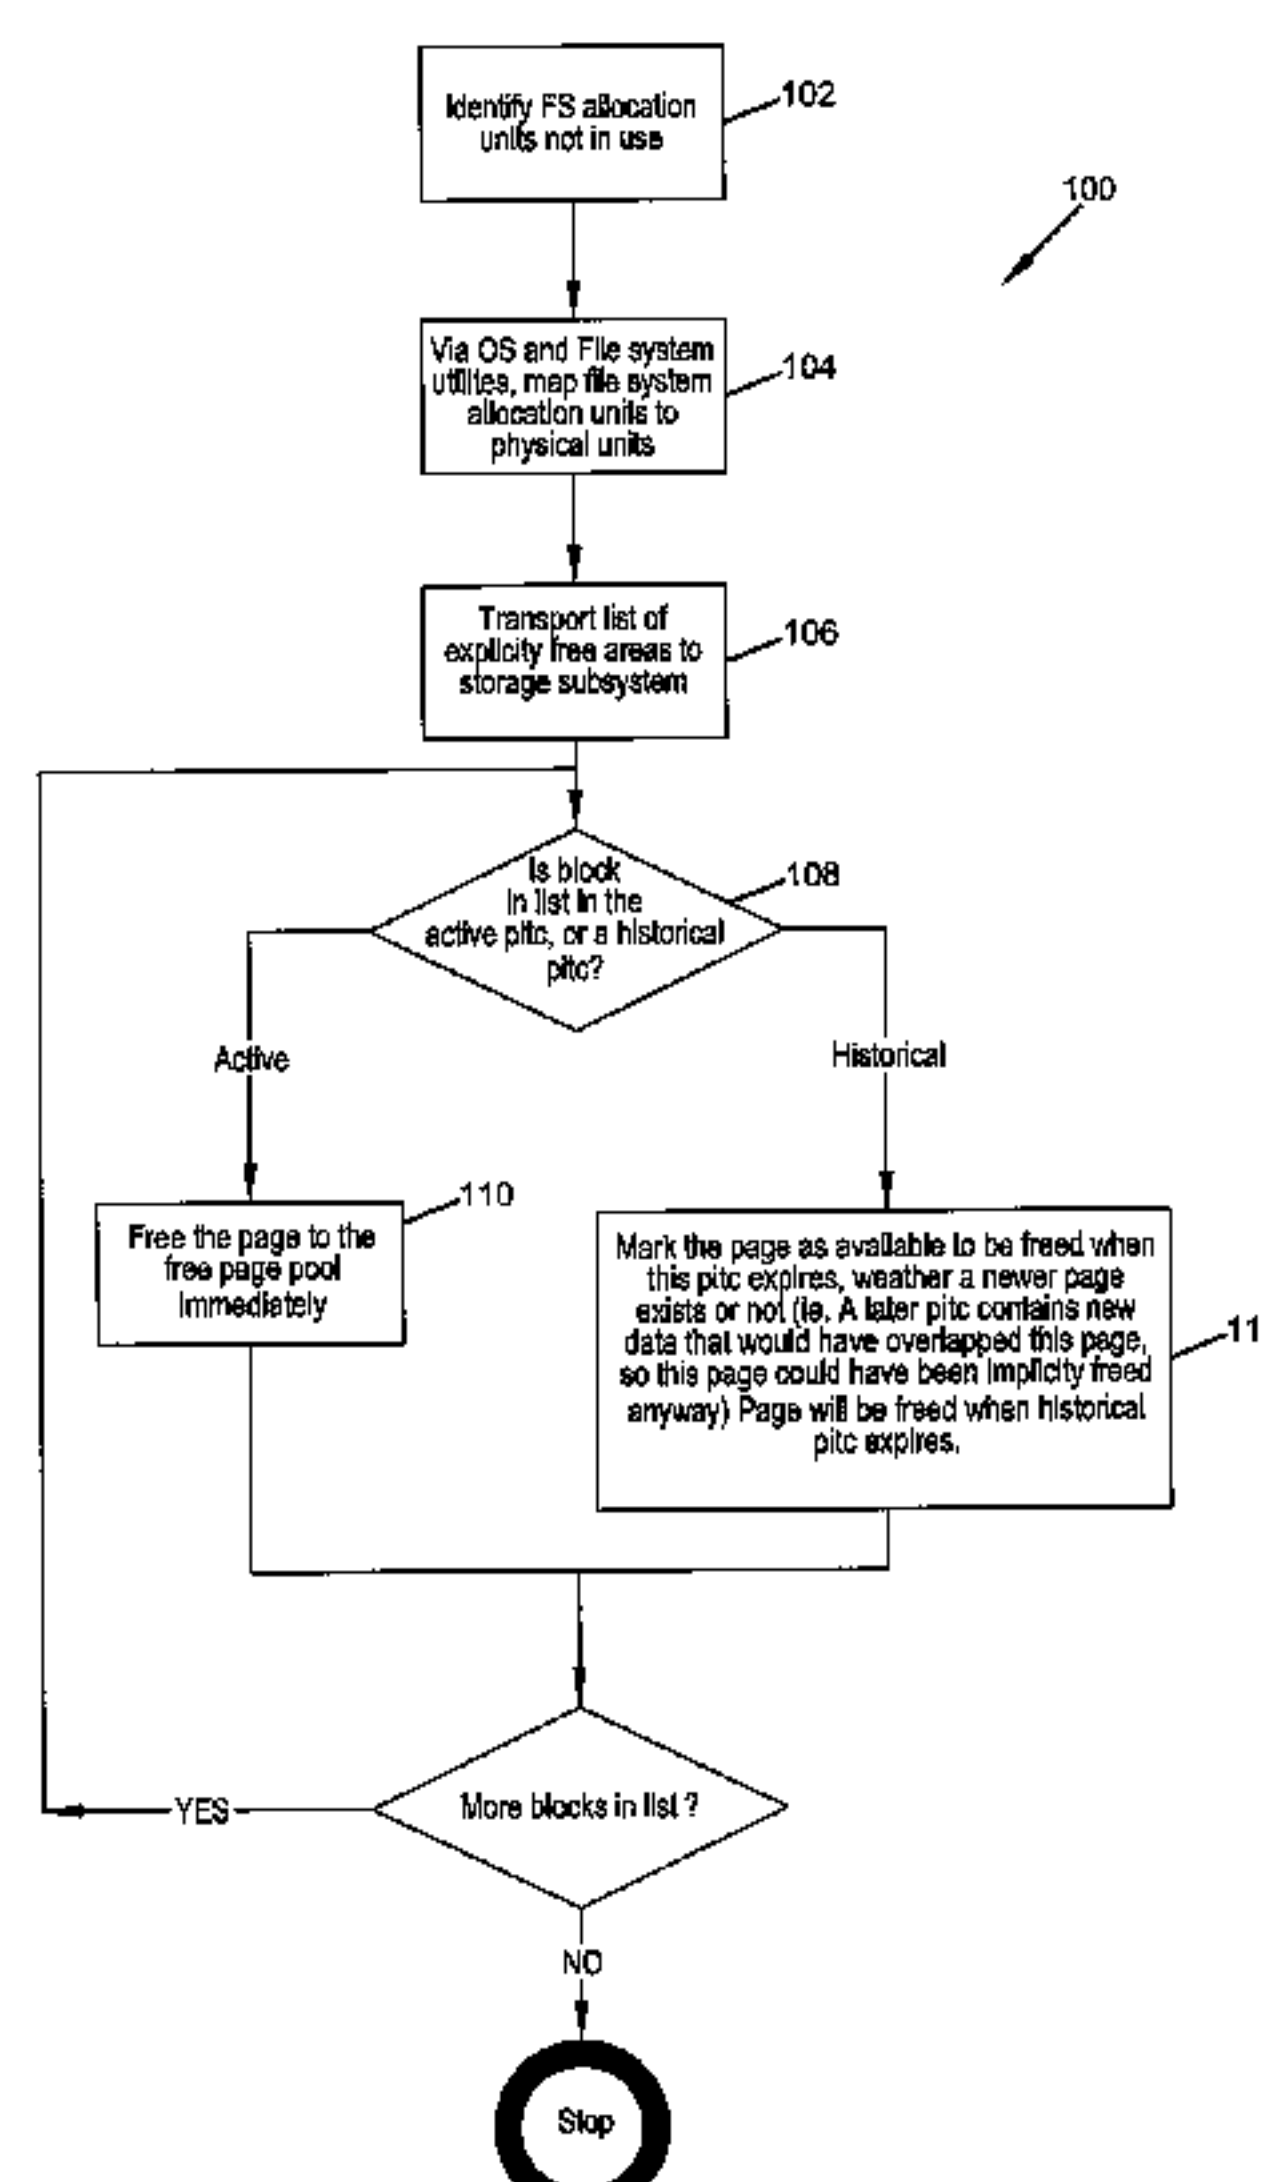 Identify FS allocation
units not in use
102
100
Via OS and File system
utilites, map file system
allocation units to
physical units
104
Transport list of
explicity free areas to
storage subsystem
106
Is block
in list in the
active pitc, or a historical
pitc?
108
Active
Historical
Free the page to the
free page pool
immediately
110
Mark the page as available to be freed when
this pitc expires, weather a newer page
exists or not (ie. A later pitc contains new
data that would have overlapped this page,
so this page could have been implicity freed
anyway) Page will be freed when historical
pitc expires.
11
More blocks in list ?
YES
NO
Stop